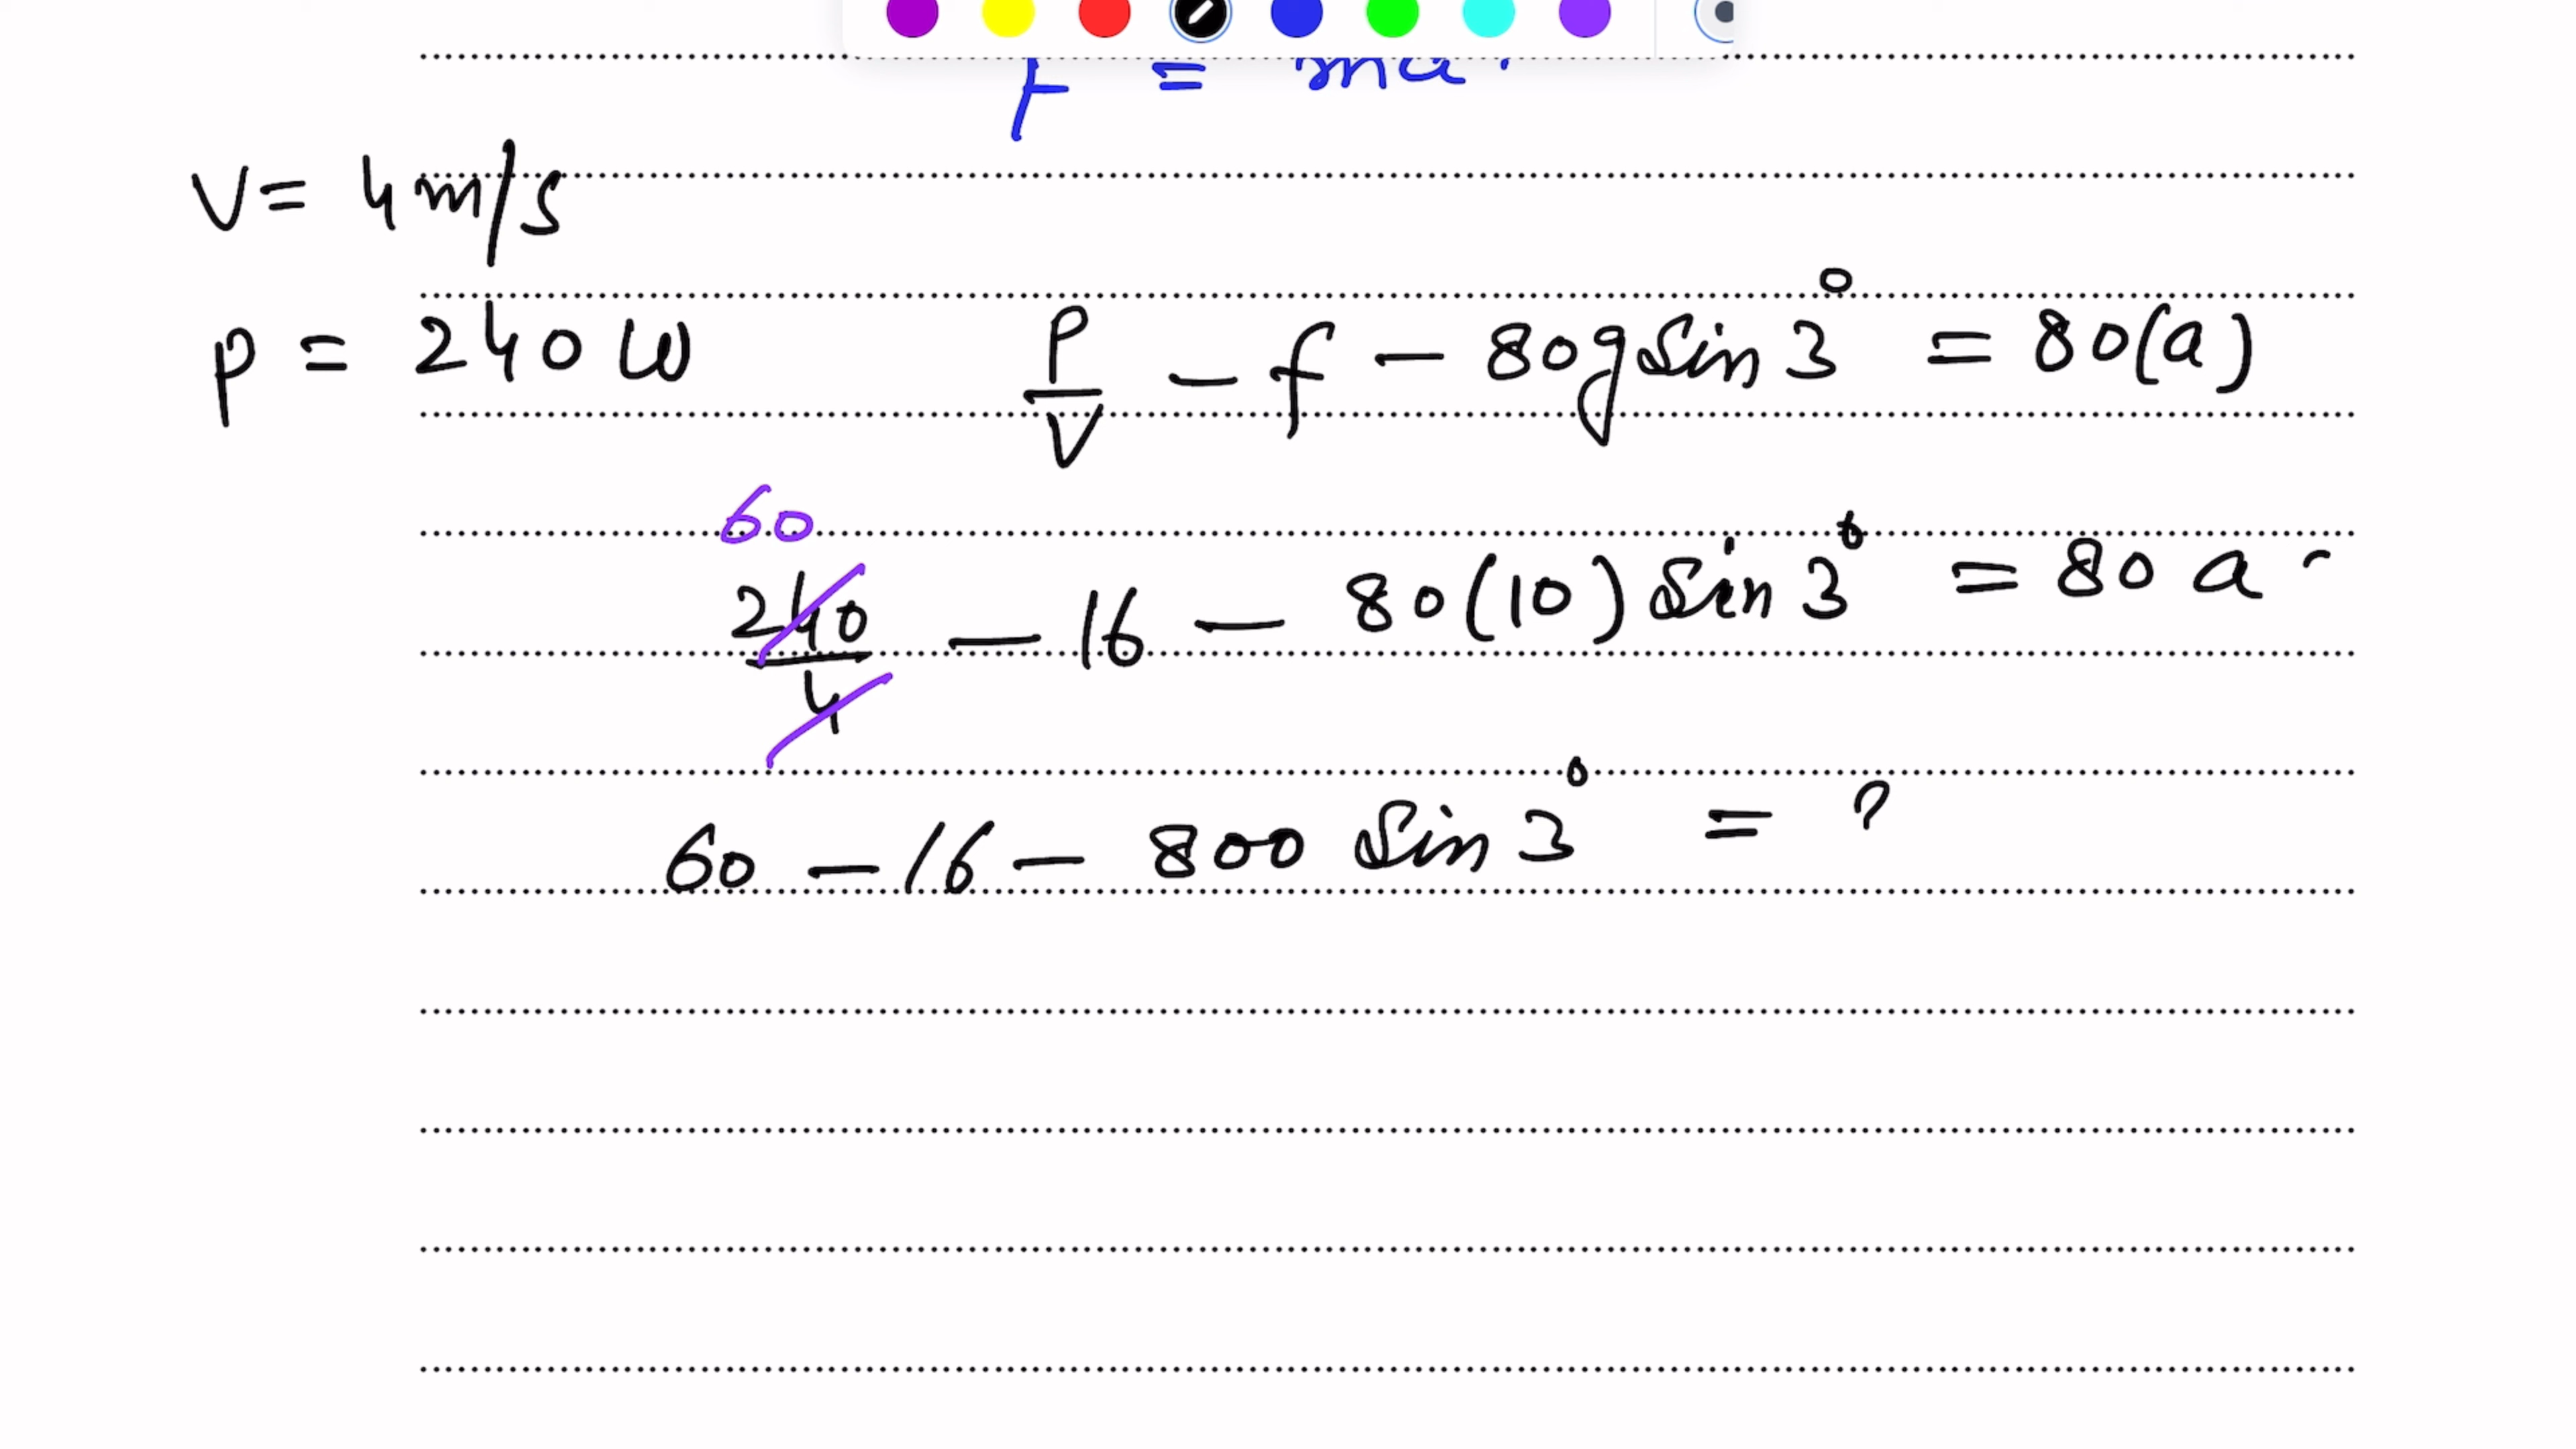 F = ma.
V = 4 m/s
P = 240 W
P/V - f - 80g sin 3° = 80(a)
60
240/4 - 16 - 80(10) sin 3° = 80 a
60 - 16 - 800 sin 3° = ?